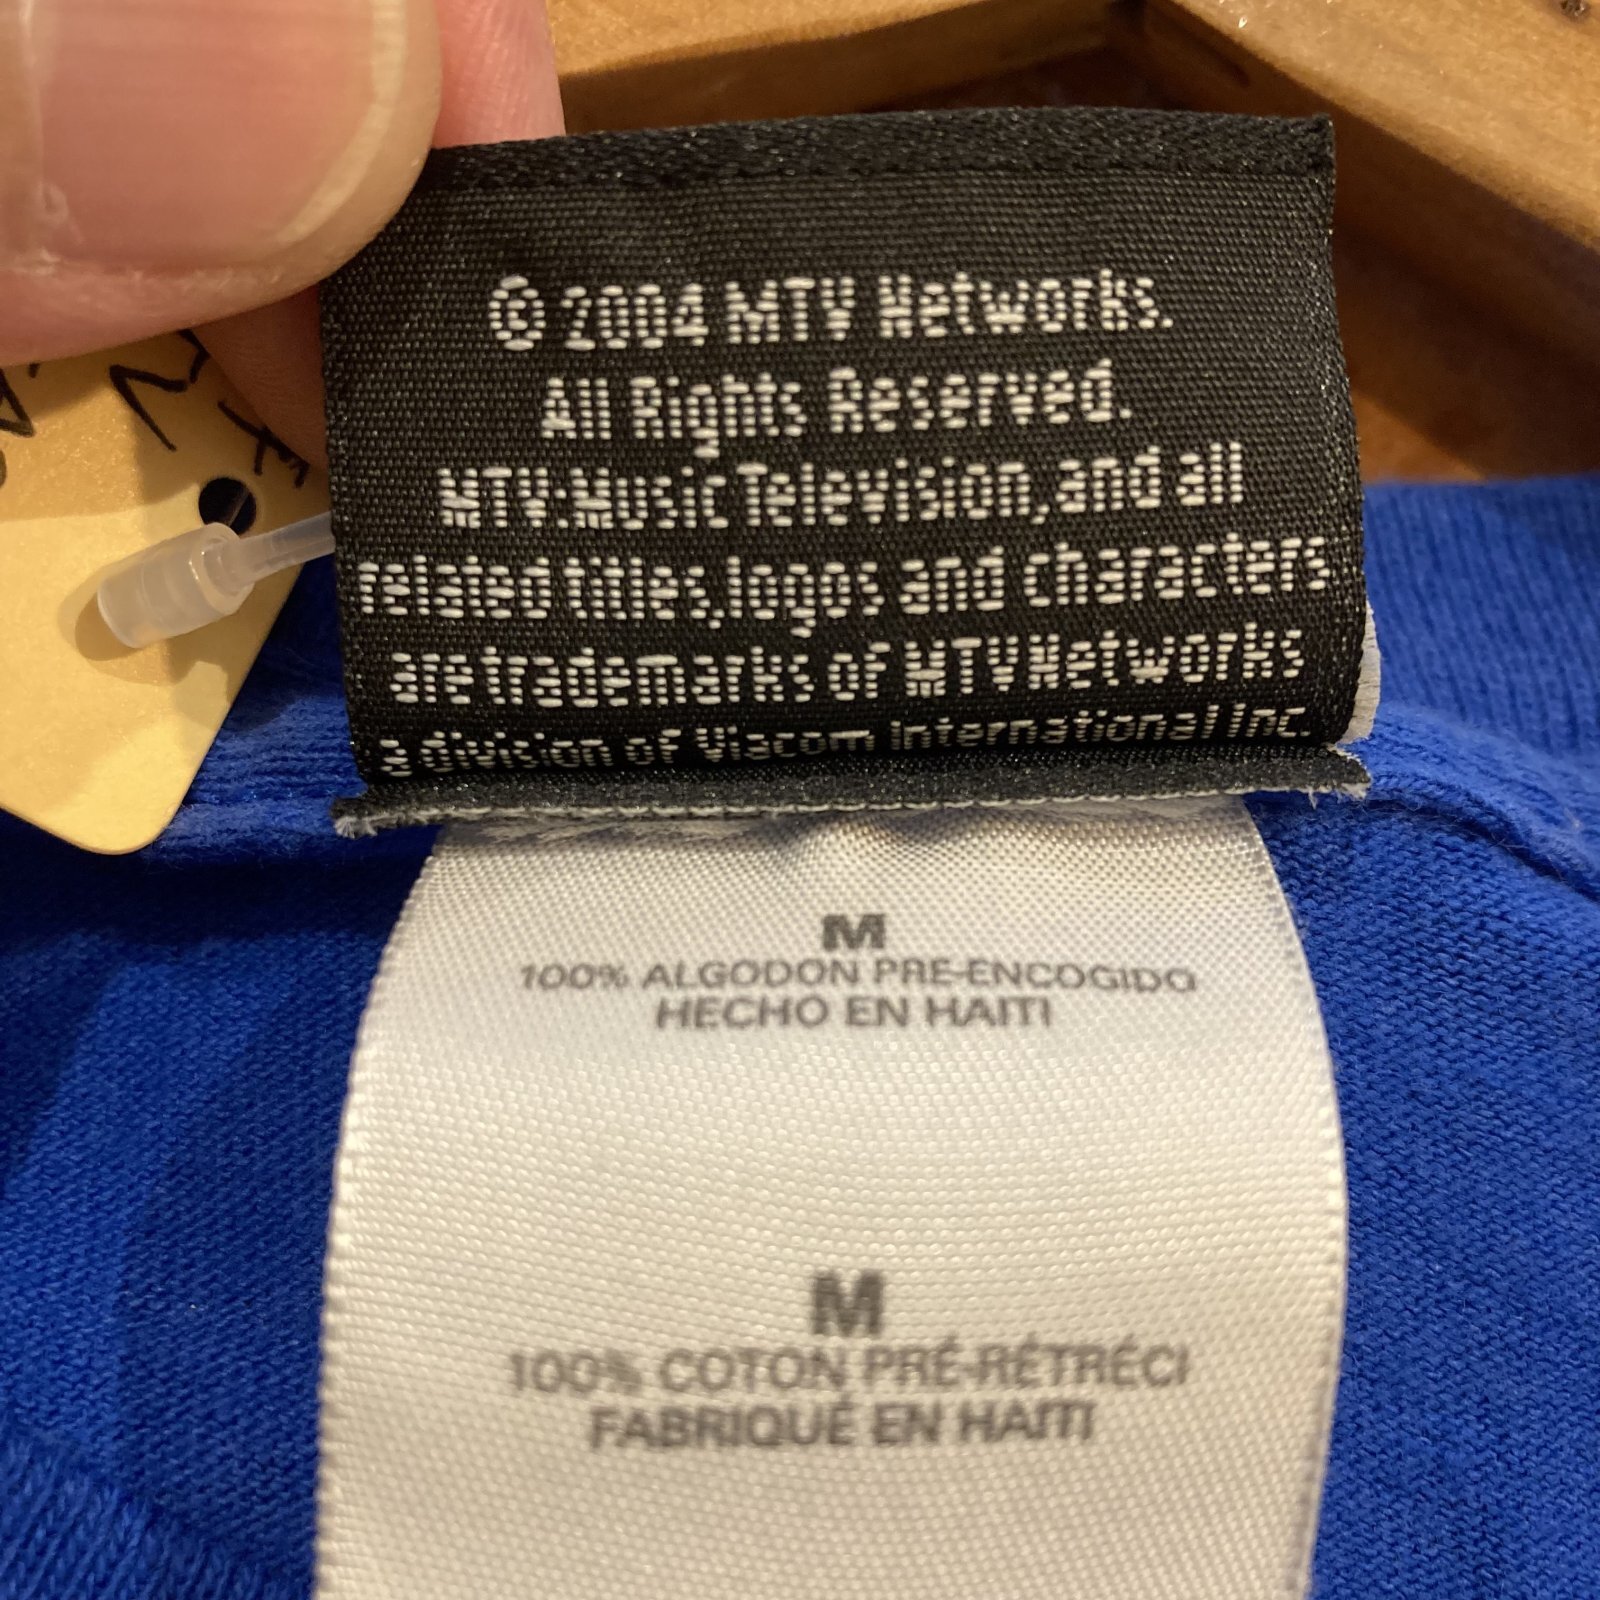 © 2004 MTV Networks.
All Rights Reserved.
MTV:Music Television,and all
related titles,logos and characters
are trademarks of MTV Networks
a division of Viacom International Inc.
M
100% ALGODON PRE-ENCOGIDO
HECHO EN HAITI
M
100% COTON PRÉ-RÉTRÉCI
FABRIQUÉ EN HAITI